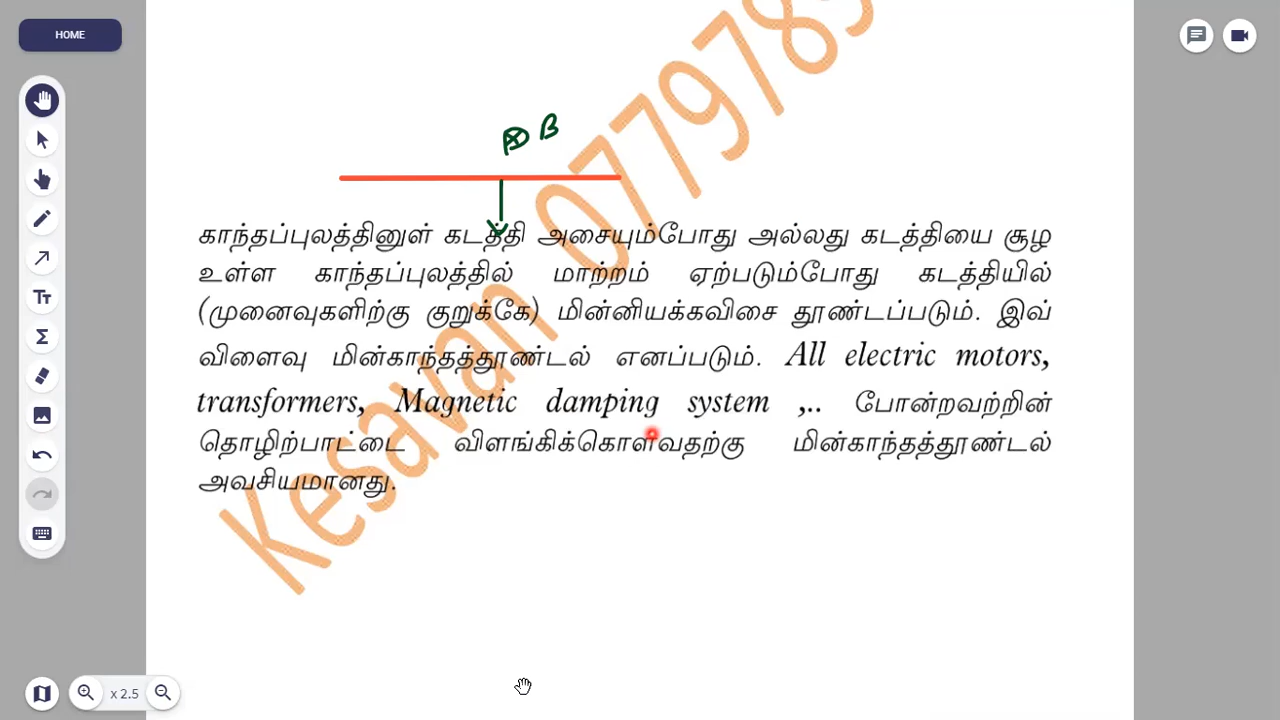 HOME
B
காந்தப்புலத்தினுள் கடத்தி அசையும்போது அல்லது கடத்தியை சூழ
உள்ள காந்தப்புலத்தில் மாற்றம் ஏற்படும்போது கடத்தியில்
(முனைவுகளிற்கு குறுக்கே) மின்னியக்கவிசை தூண்டப்படும். இவ்
விளைவு மின்காந்தத்தூண்டல் எனப்படும். All electric motors,
transformers, Magnetic damping system ,.. போன்றவற்றின்
தொழிற்பாட்டை விளங்கிக்கொள்வதற்கு மின்காந்தத்தூண்டல்
அவசியமானது.
Kesavan 077978
Tт
Σ
x 2.5